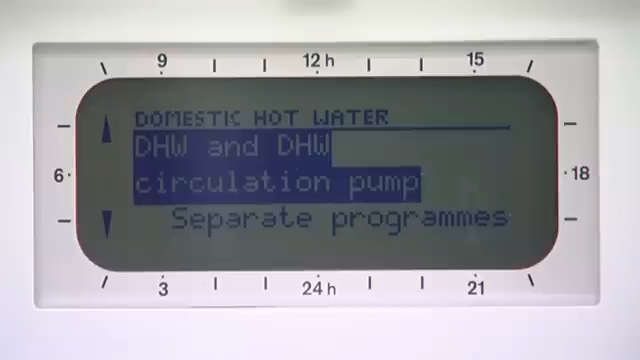 9 12 h 15
DOMESTIC HOT WATER
DHW and DHW
circulation pump
6 18
Separate programmes
3 24 h 21